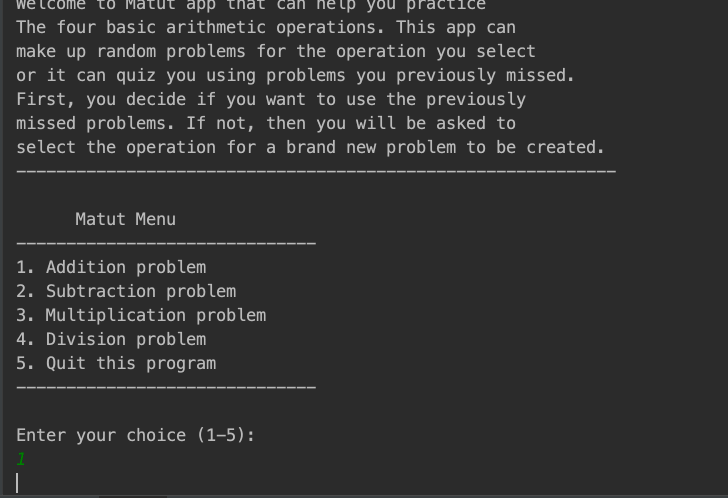 Welcome to Matut app that can help you practice
The four basic arithmetic operations. This app can
make up random problems for the operation you select
or it can quiz you using problems you previously missed.
First, you decide if you want to use the previously
missed problems. If not, then you will be asked to
select the operation for a brand new problem to be created.
------------------------------------------------------------
Matut Menu
------------------------------
1. Addition problem
2. Subtraction problem
3. Multiplication problem
4. Division problem
5. Quit this program
------------------------------
Enter your choice (1-5):
1